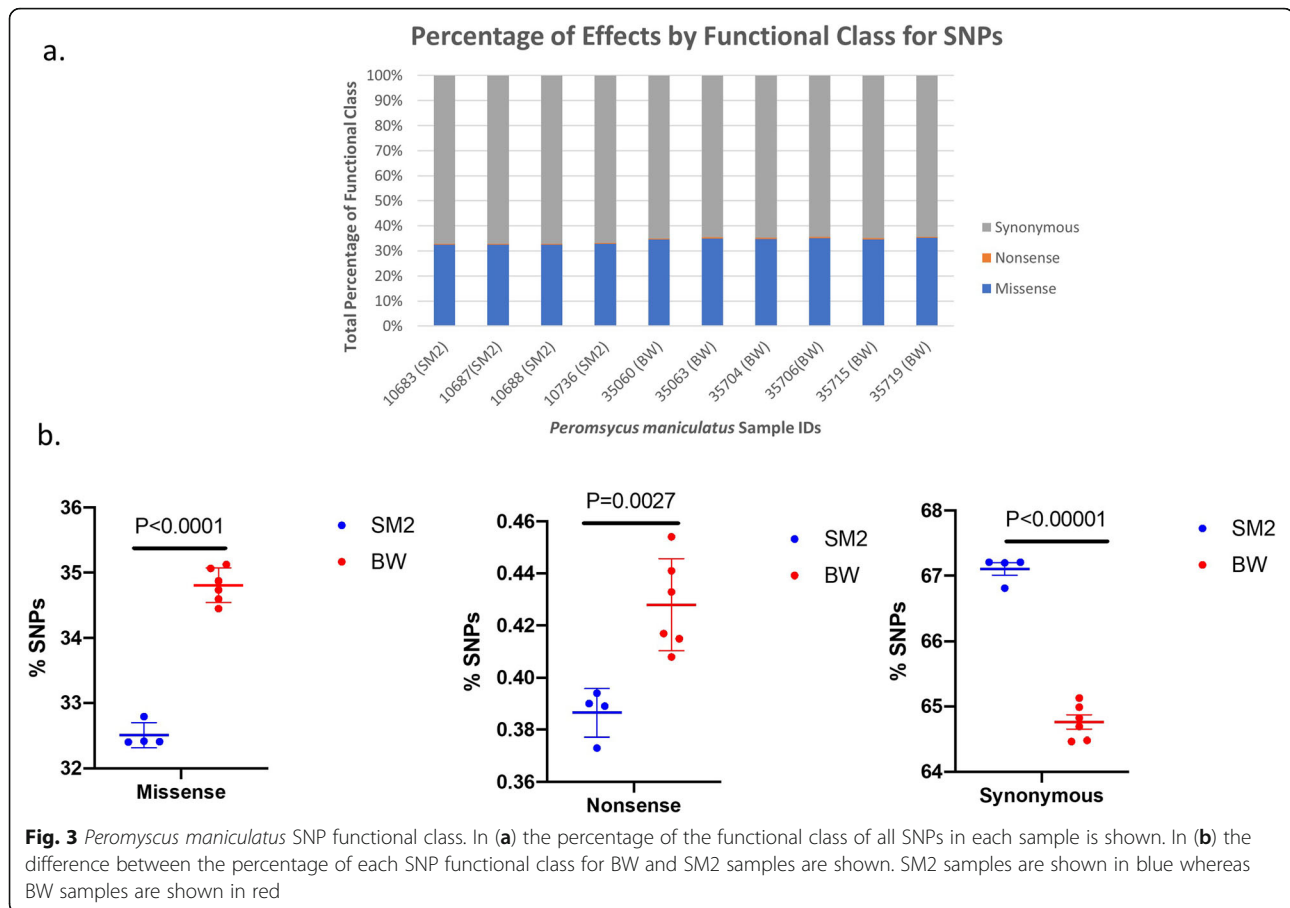 a.
Percentage of Effects by Functional Class for SNPs
Total Percentage of Functional Class
100%
90%
80%
70%
60%
50%
40%
30%
20%
10%
0%
Synonymous
Nonsense
Missense
10683 (SM2)
10687(SM2)
10688 (SM2)
10736 (SM2)
35060 (BW)
35063 (BW)
35704 (BW)
35706(BW)
35715 (BW)
35719 (BW)
Peromsycus maniculatus Sample IDs
b.
% SNPs
36
35
34
33
32
P<0.0001
SM2
BW
Missense
% SNPs
0.46
0.44
0.42
0.40
0.38
0.36
P=0.0027
SM2
BW
Nonsense
% SNPs
68
67
66
65
64
P<0.00001
SM2
BW
Synonymous
Fig. 3 Peromyscus maniculatus SNP functional class. In (a) the percentage of the functional class of all SNPs in each sample is shown. In (b) the
difference between the percentage of each SNP functional class for BW and SM2 samples are shown. SM2 samples are shown in blue whereas
BW samples are shown in red